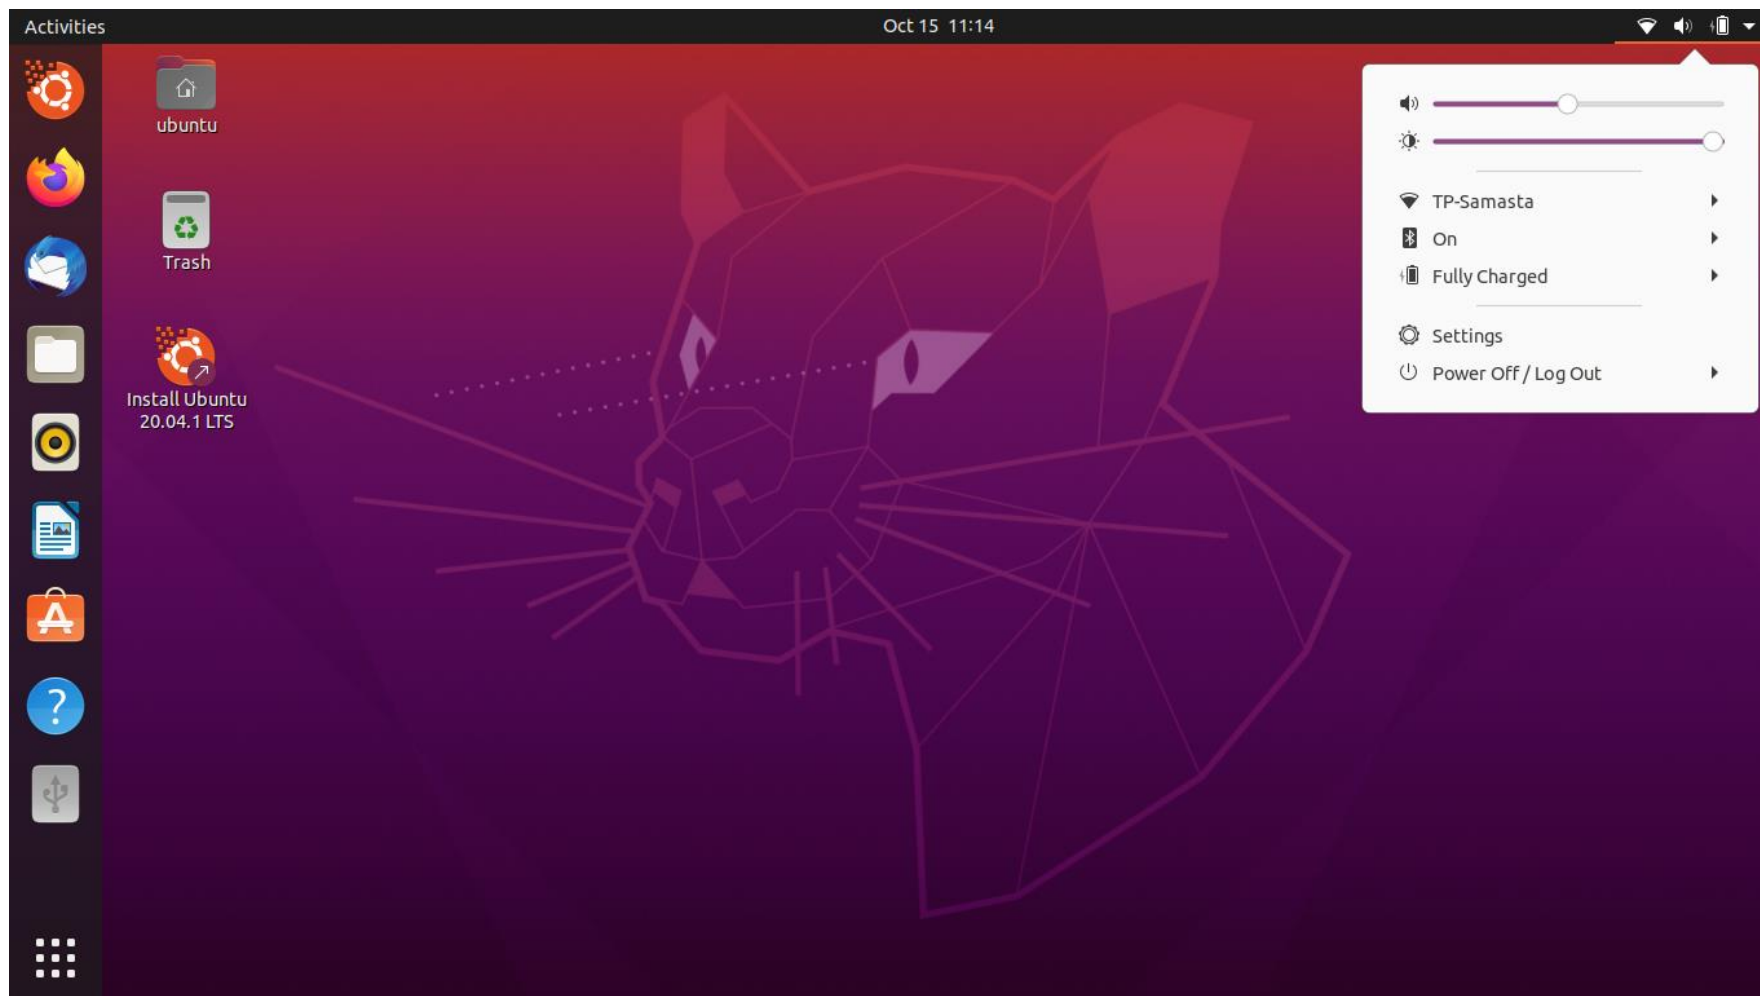 Activities
Oct 15 11:14
ubuntu
Trash
Install Ubuntu
20.04.1 LTS
TP-Samasta
On
Fully Charged
Settings
Power Off / Log Out